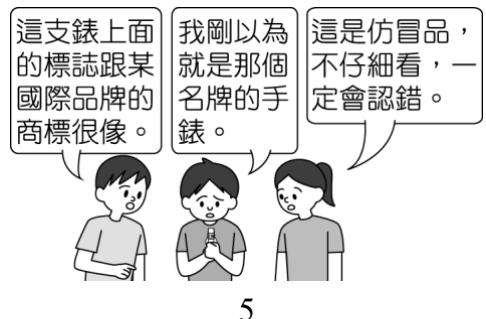 這支錶上面
的標誌跟某
國際品牌的
商標很像。
我剛以為
就是那個
名牌的手
錶。
這是仿冒品，
不仔細看，一
定會認錯。
5